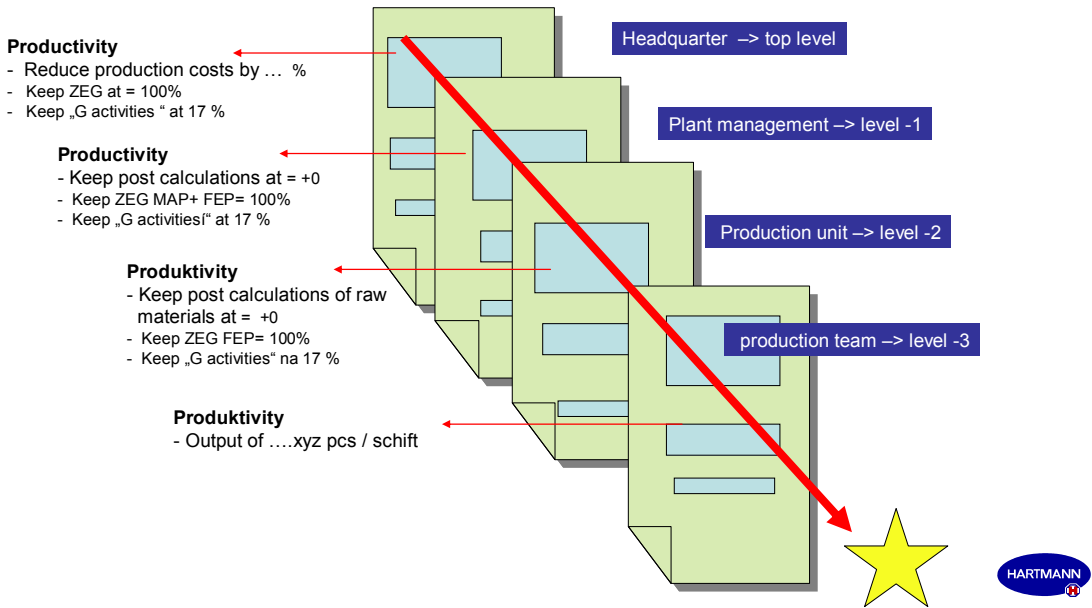 Productivity
- Reduce production costs by … %
- Keep ZEG at = 100%
- Keep „G activities “ at 17 %
Headquarter –> top level
Productivity
- Keep post calculations at = +0
- Keep ZEG MAP+ FEP= 100%
- Keep „G activitiesí“ at 17 %
Plant management –> level -1
Produktivity
- Keep post calculations of raw
materials at = +0
- Keep ZEG FEP= 100%
- Keep „G activities“ na 17 %
Production unit –> level -2
production team –> level -3
Produktivity
- Output of ….xyz pcs / schift
HARTMANN
H